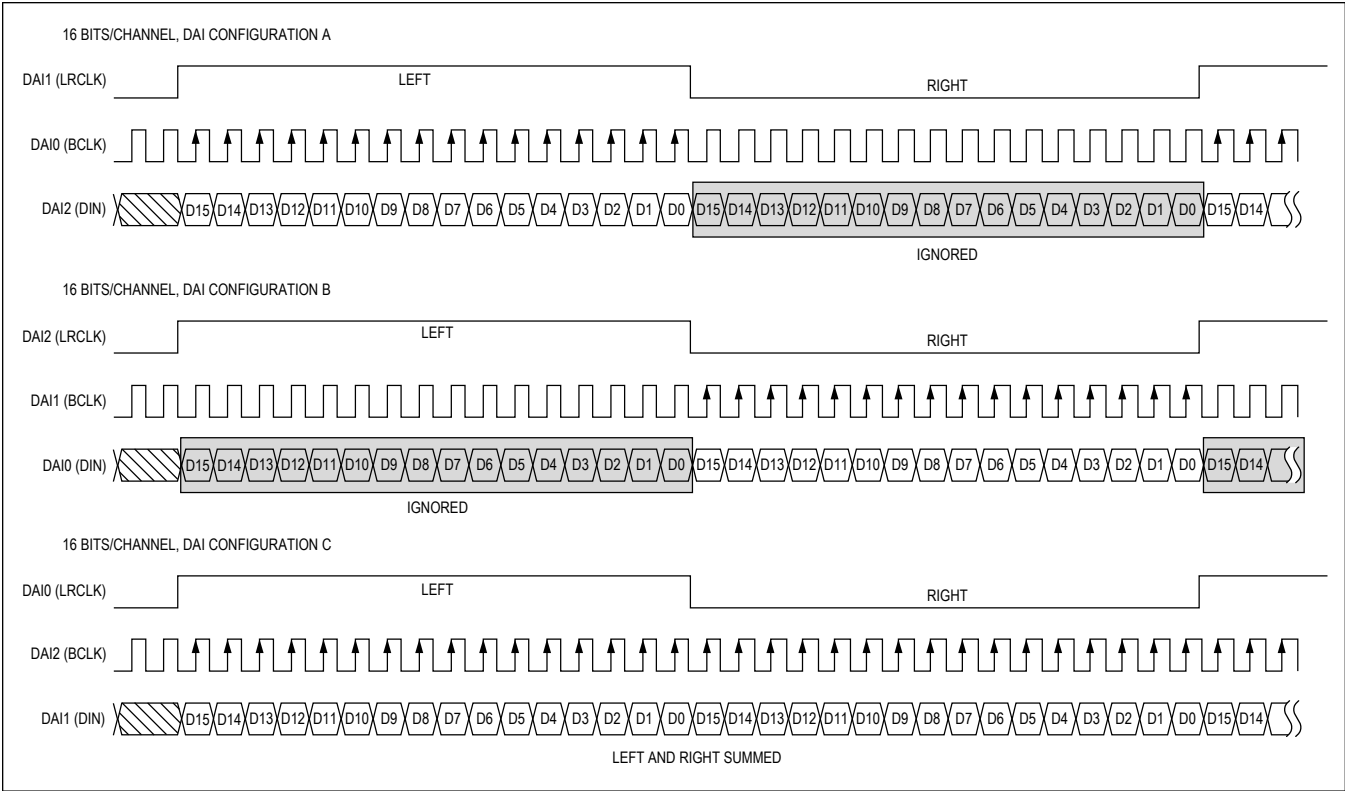 16 BITS/CHANNEL, DAI CONFIGURATION A
DAI1 (LRCLK) LEFT RIGHT
DAI0 (BCLK)
DAI2 (DIN) D15 D14 D13 D12 D11 D10 D9 D8 D7 D6 D5 D4 D3 D2 D1 D0 D15 D14 D13 D12 D11 D10 D9 D8 D7 D6 D5 D4 D3 D2 D1 D0 D15 D14
IGNORED
16 BITS/CHANNEL, DAI CONFIGURATION B
DAI2 (LRCLK) LEFT RIGHT
DAI1 (BCLK)
DAI0 (DIN) D15 D14 D13 D12 D11 D10 D9 D8 D7 D6 D5 D4 D3 D2 D1 D0 D15 D14 D13 D12 D11 D10 D9 D8 D7 D6 D5 D4 D3 D2 D1 D0 D15 D14
IGNORED
16 BITS/CHANNEL, DAI CONFIGURATION C
DAI0 (LRCLK) LEFT RIGHT
DAI2 (BCLK)
DAI1 (DIN) D15 D14 D13 D12 D11 D10 D9 D8 D7 D6 D5 D4 D3 D2 D1 D0 D15 D14 D13 D12 D11 D10 D9 D8 D7 D6 D5 D4 D3 D2 D1 D0 D15 D14
LEFT AND RIGHT SUMMED